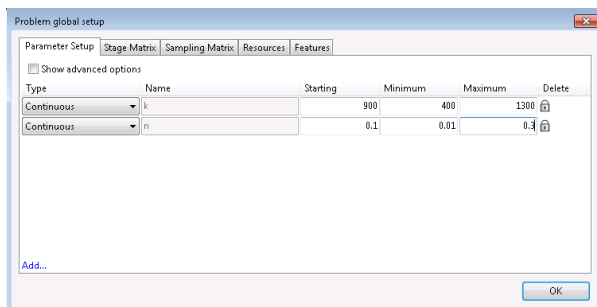 Problem global setup
Parameter Setup Stage Matrix Sampling Matrix Resources Features
Show advanced options
Type Name Starting Minimum Maximum Delete
Continuous k 900 400 1300
Continuous n 0.1 0.01 0.3
Add...
OK